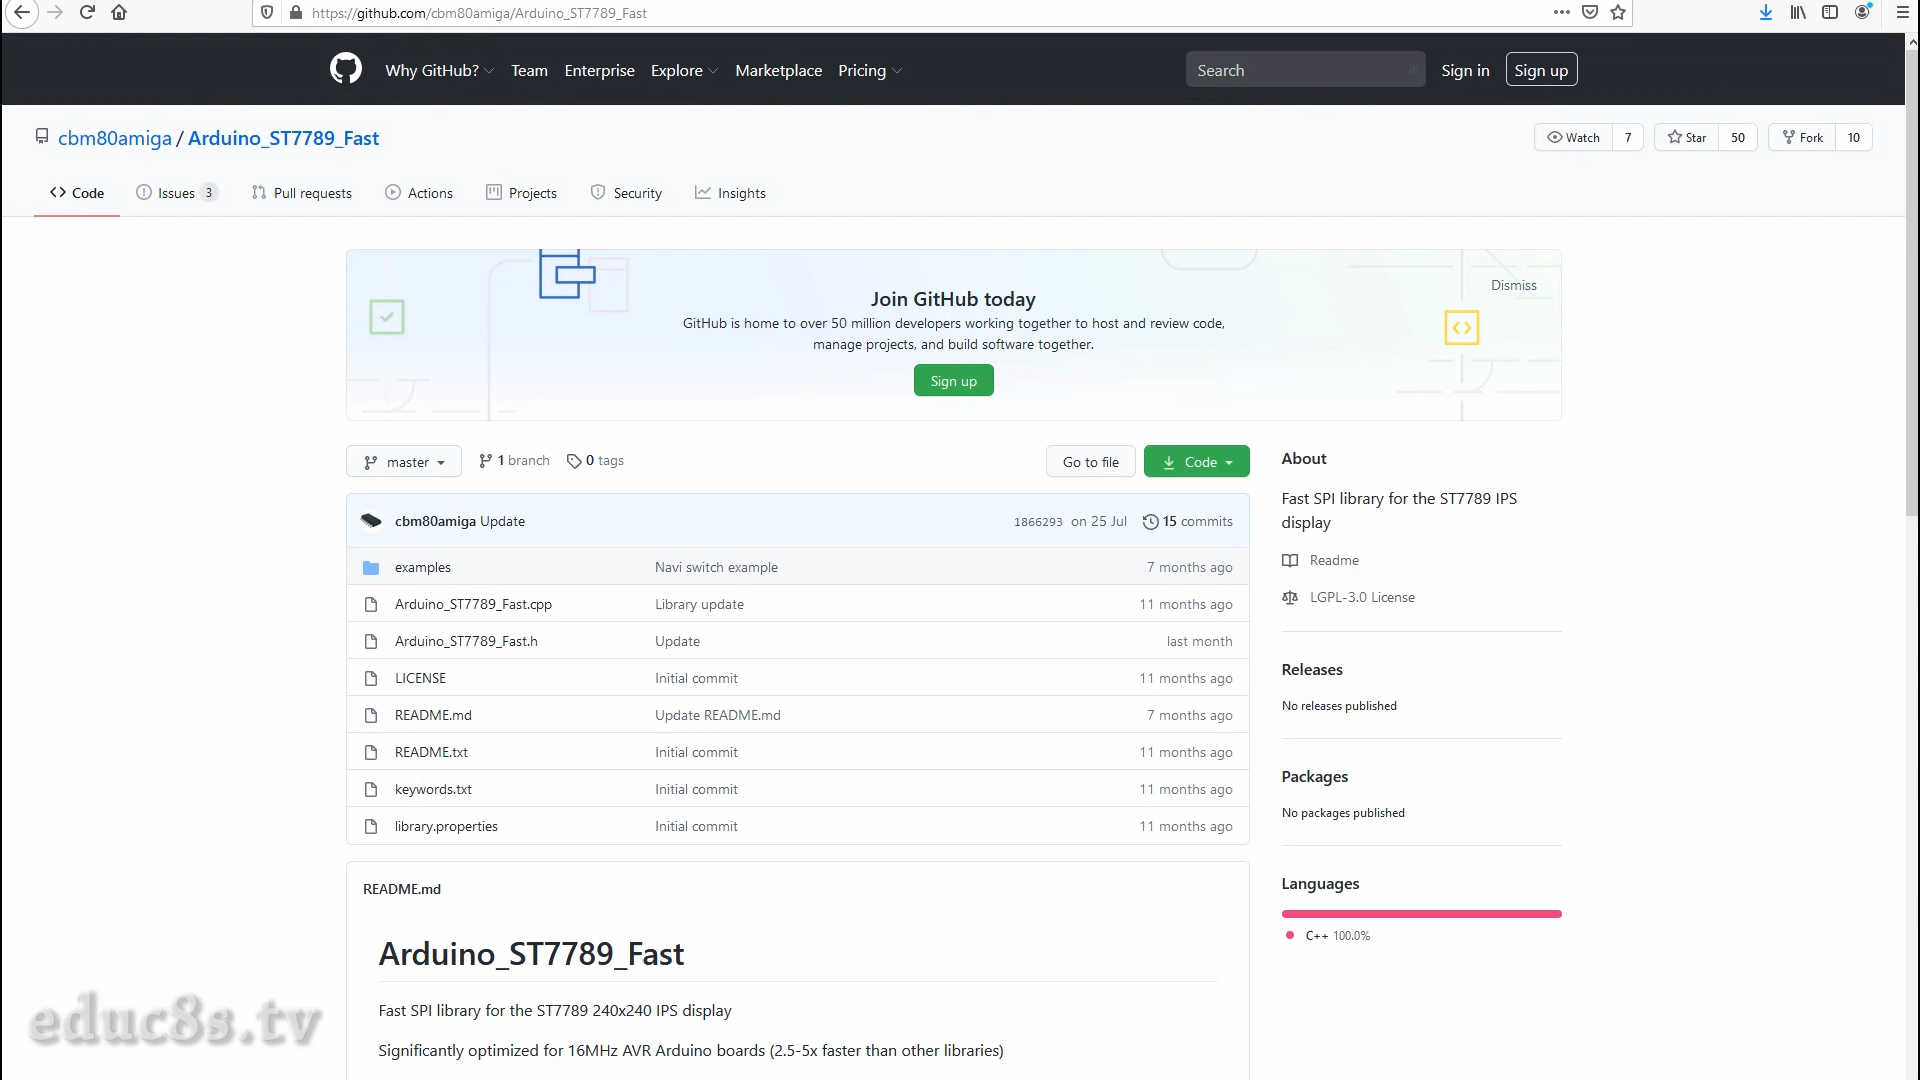 https://github.com/cbm80amiga/Arduino_ST7789_Fast
Why GitHub? Team Enterprise Explore Marketplace Pricing Search Sign in Sign up
cbm80amiga / Arduino_ST7789_Fast Watch 7 Star 50 Fork 10
Code Issues 3 Pull requests Actions Projects Security Insights
Dismiss
Join GitHub today
GitHub is home to over 50 million developers working together to host and review code,
manage projects, and build software together.
Sign up
master 1 branch 0 tags Go to file Code
cbm80amiga Update 1866293 on 25 Jul 15 commits
examples Navi switch example 7 months ago
Arduino_ST7789_Fast.cpp Library update 11 months ago
Arduino_ST7789_Fast.h Update last month
LICENSE Initial commit 11 months ago
README.md Update README.md 7 months ago
README.txt Initial commit 11 months ago
keywords.txt Initial commit 11 months ago
library.properties Initial commit 11 months ago
About
Fast SPI library for the ST7789 IPS
display
Readme
LGPL-3.0 License
Releases
No releases published
Packages
No packages published
Languages
C++ 100.0%
README.md
Arduino_ST7789_Fast
Fast SPI library for the ST7789 240x240 IPS display
Significantly optimized for 16MHz AVR Arduino boards (2.5-5x faster than other libraries)
educ8s.tv